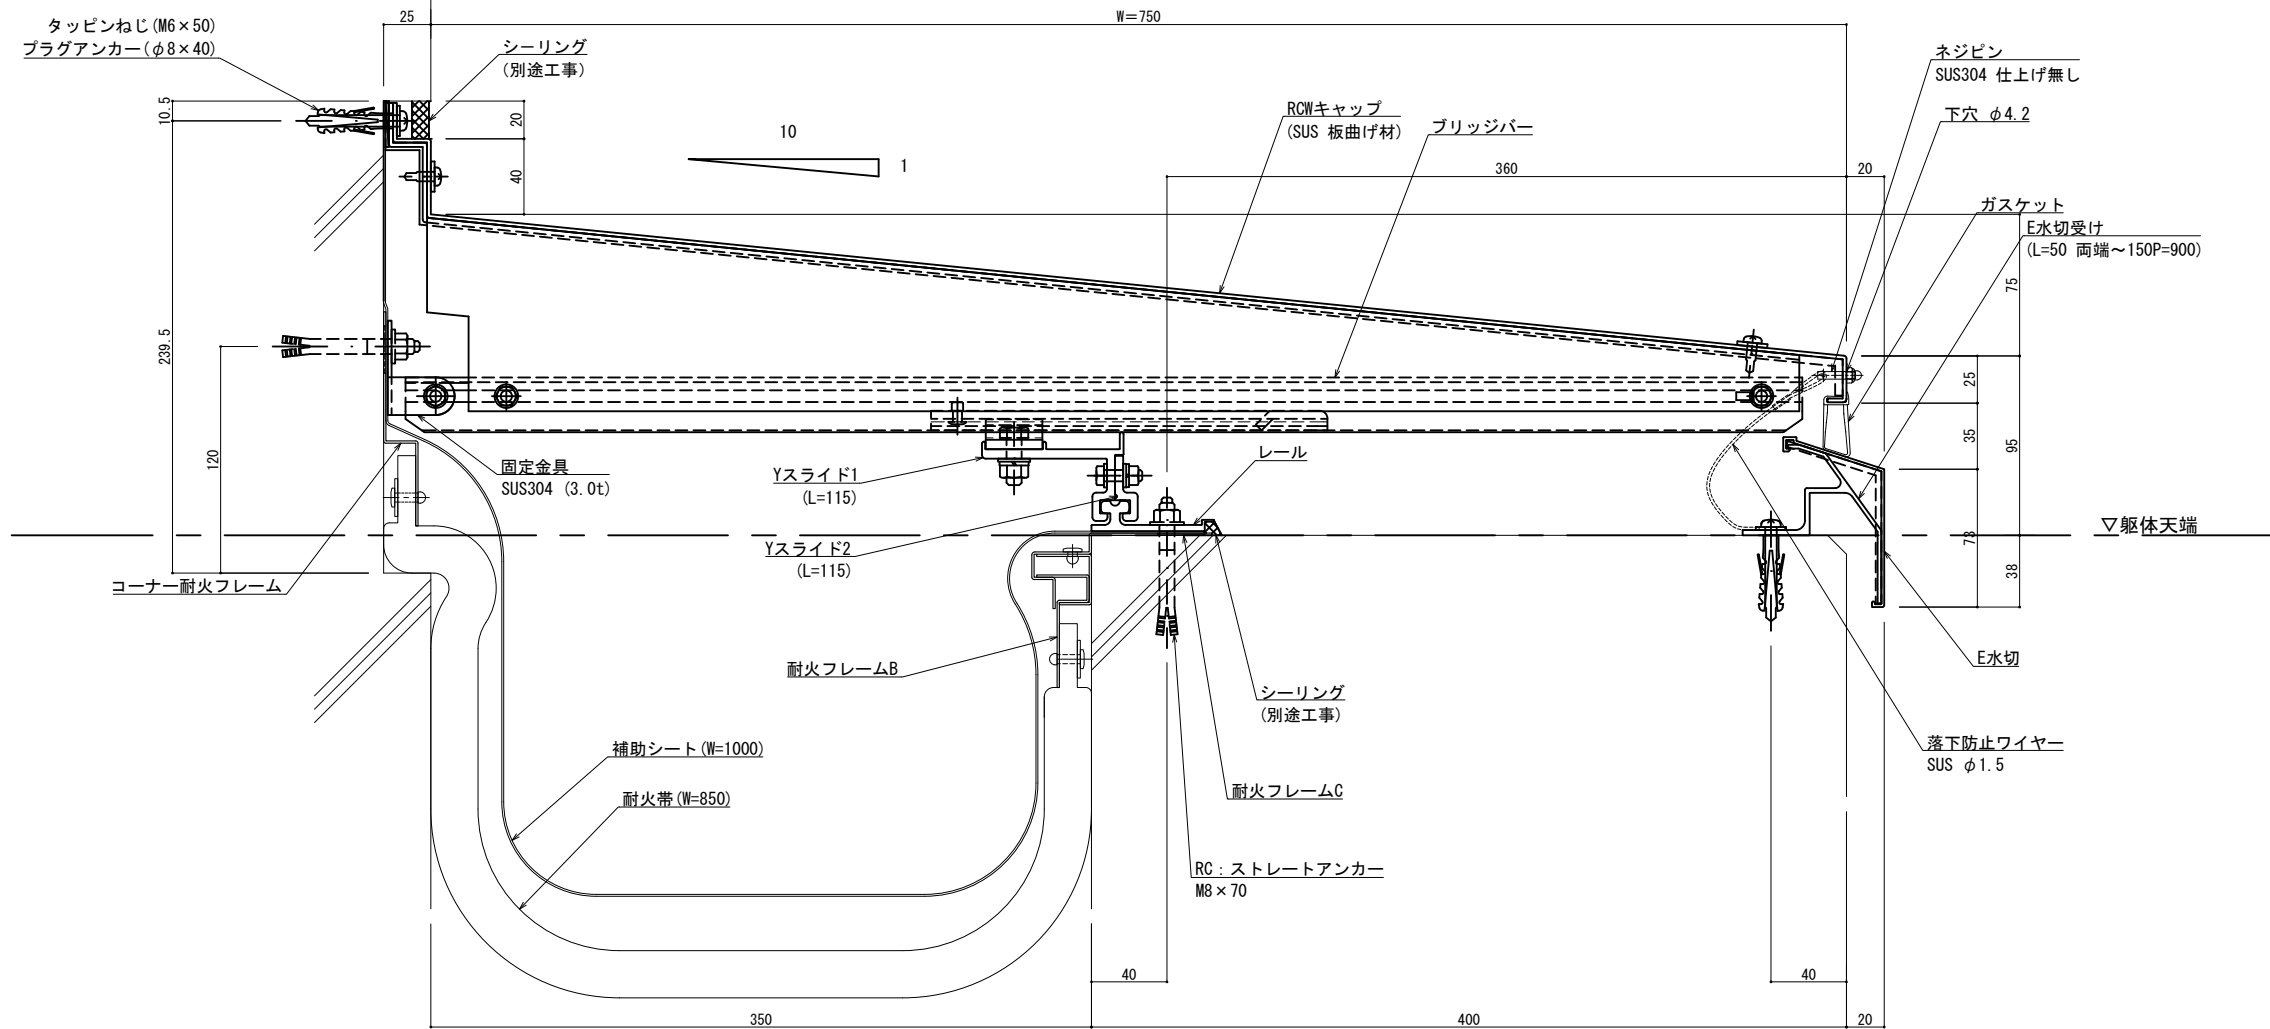 25
W=750
タッピンねじ(M6×50)
プラグアンカー(φ8×40)
シーリング
(別途工事)
ネジピン
SUS304 仕上げ無し
10.5
20
RCWキャップ
(SUS 板曲げ材)
ブリッジバー
下穴 φ4.2
10
1
40
360
20
ガスケット
E水切受け
(L=50 両端～150P=900)
75
239.5
25
120
35
95
固定金具
SUS304 (3.0t)
Yスライド1
(L=115)
レール
▽躯体天端
73
Yスライド2
(L=115)
38
コーナー耐火フレーム
耐火フレームB
E水切
シーリング
(別途工事)
補助シート(W=1000)
落下防止ワイヤー
SUS φ1.5
耐火帯(W=850)
耐火フレームC
RC：ストレートアンカー
M8×70
40
40
350
400
20